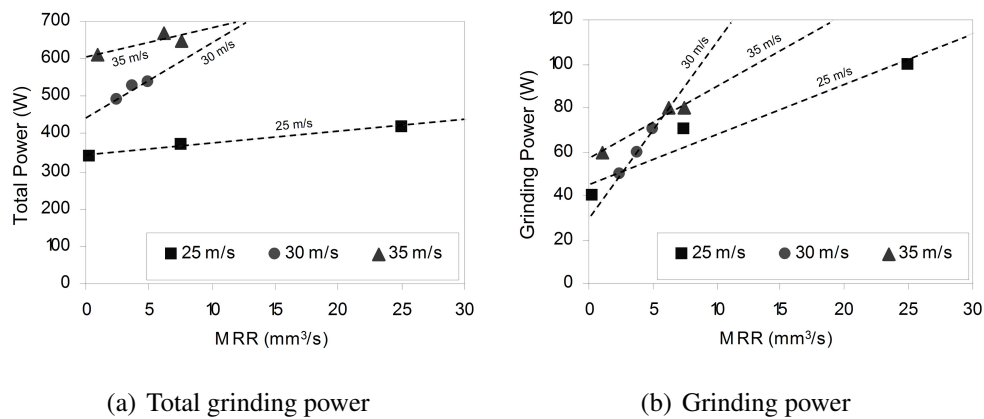 700
600
500
400
300
200
100
0
Total Power (W)
35 m/s
30 m/s
25 m/s
25 m/s 30 m/s 35 m/s
0 5 10 15 20 25 30
MRR (mm³/s)
(a) Total grinding power
120
100
80
60
40
20
0
Grinding Power (W)
30 m/s
35 m/s
25 m/s
25 m/s 30 m/s 35 m/s
0 5 10 15 20 25 30
MRR (mm³/s)
(b) Grinding power